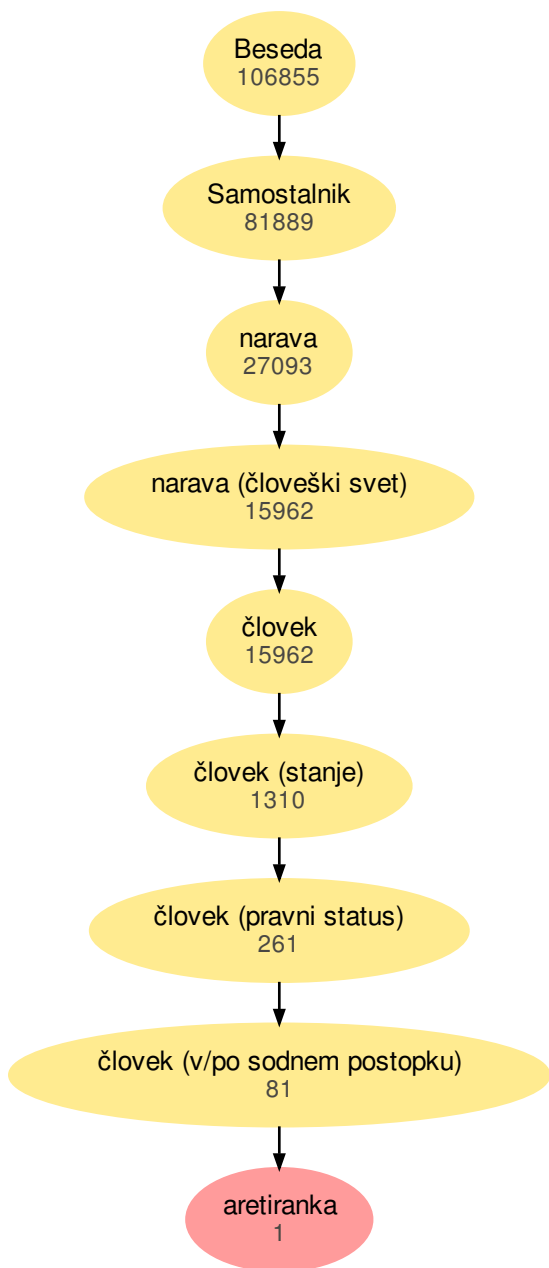 Beseda
106855
Samostalnik
81889
narava
27093
narava (človeški svet)
15962
človek
15962
človek (stanje)
1310
človek (pravni status)
261
človek (v/po sodnem postopku)
81
aretiranka
1